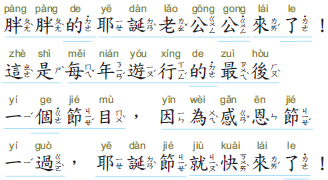 pàng pàng de yē dàn lǎo gōng gong lái le
胖胖的耶誕老公公來了！
zhè shì měi nián yóu xíng de zuì hòu
這是每年遊行的最後
yí ge jié mù yīn wèi gǎn ēn jié
一個節目，因為感恩節
yí guò yē dàn jié jiù kuài lái le
一過，耶誕節就快來了！